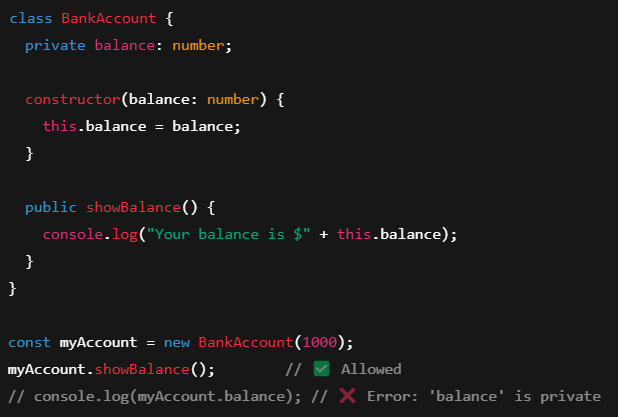 class BankAccount {
  private balance: number;

  constructor(balance: number) {
    this.balance = balance;
  }

  public showBalance() {
    console.log("Your balance is $" + this.balance);
  }
}

const myAccount = new BankAccount(1000);
myAccount.showBalance();        // ✅ Allowed
// console.log(myAccount.balance); // ❌ Error: 'balance' is private